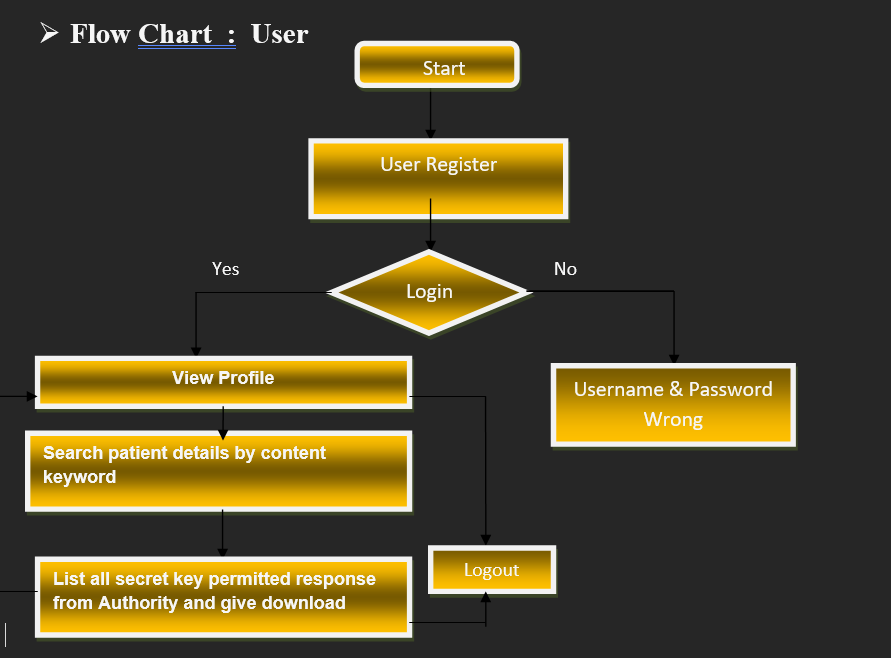 Flow Chart : User
Start
User Register
Yes
No
Login
View Profile
Username & Password
Wrong
Search patient details by content
keyword
Logout
List all secret key permitted response
from Authority and give download